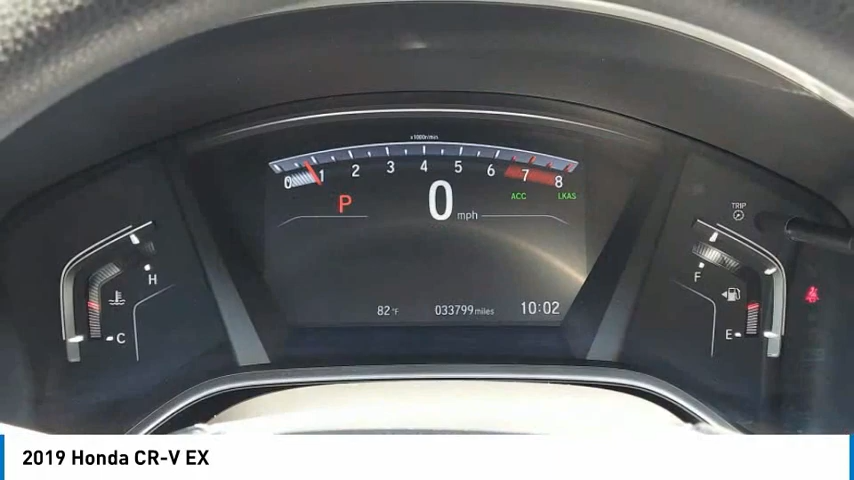 x1000r/min
0 1 2 3 4 5 6 7 8
P 0 mph ACC LKAS
TRIP
H
F
C
E
82°F 033799 miles 10:02
2019 Honda CR-V EX